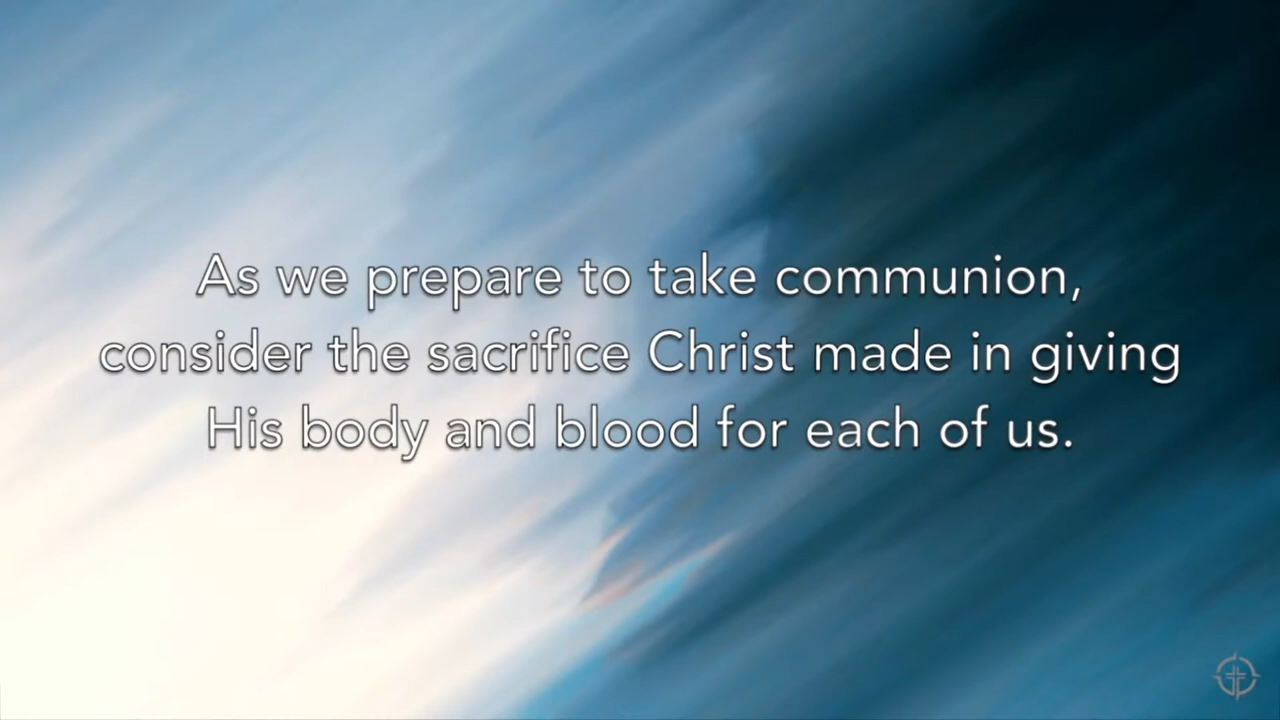 As we prepare to take communion,
consider the sacrifice Christ made in giving
His body and blood for each of us.